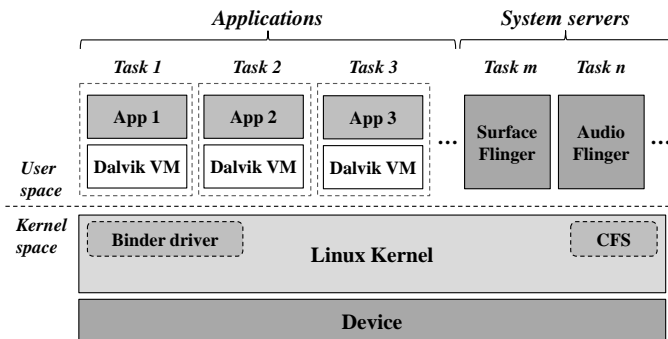 Applications
System servers
Task 1
Task 2
Task 3
Task m
Task n
App 1
App 2
App 3
...
Surface
Flinger
Audio
Flinger
...
Dalvik VM
Dalvik VM
Dalvik VM
User
space
Kernel
space
Binder driver
Linux Kernel
CFS
Device